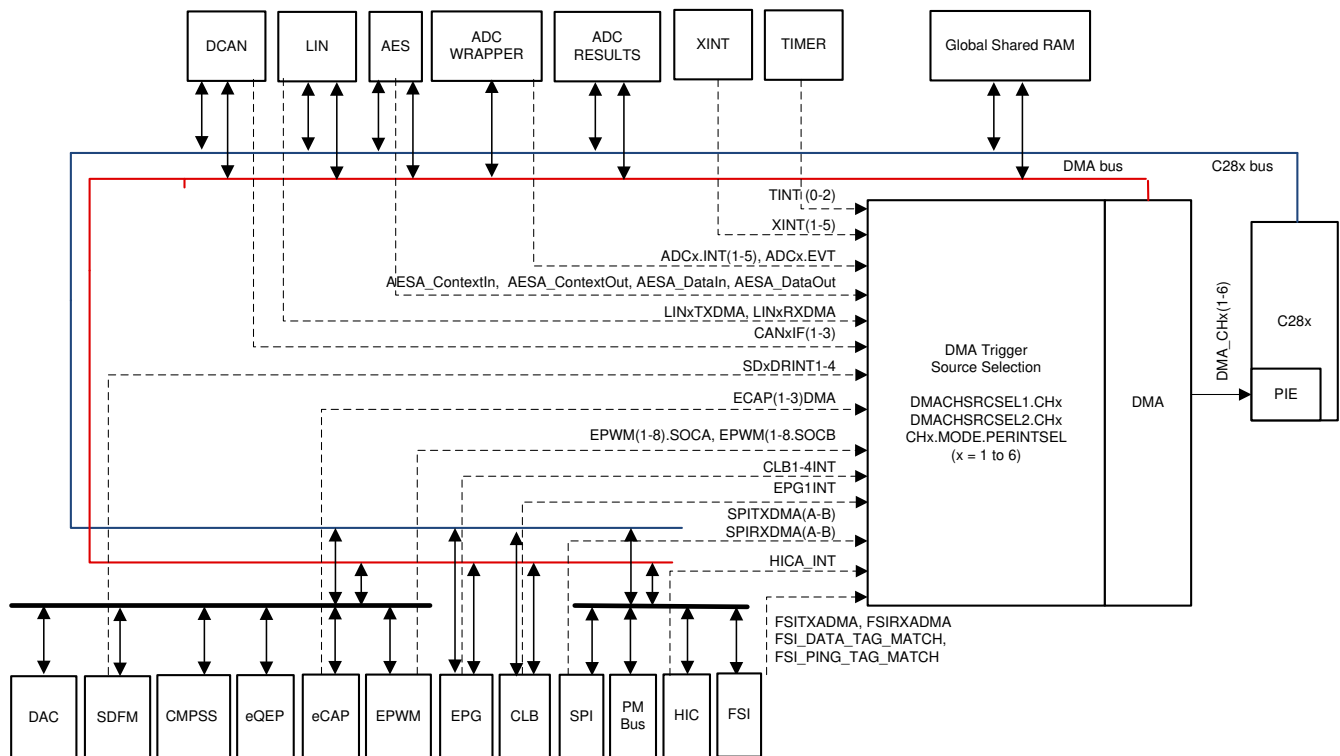 DCAN
LIN
AES
ADC
WRAPPER
ADC
RESULTS
XINT
TIMER
Global Shared RAM
DMA bus
C28x bus
TINT (0-2)
XINT(1-5)
ADCx.INT(1-5), ADCx.EVT
AESA_ContextIn, AESA_ContextOut, AESA_DataIn, AESA_DataOut
LINxTXDMA, LINxRXDMA
CANxIF(1-3)
SDxDRINT1-4
ECAP(1-3)DMA
EPWM(1-8).SOCA, EPWM(1-8.SOCB
CLB1-4INT
EPG1INT
SPITXDMA(A-B)
SPIRXDMA(A-B)
HICA_INT
FSITXADMA, FSIRXADMA
FSI_DATA_TAG_MATCH,
FSI_PING_TAG_MATCH
DMA Trigger
Source Selection
DMACHSRCSEL1.CHx
DMACHSRCSEL2.CHx
CHx.MODE.PERINTSEL
(x = 1 to 6)
DMA
DMA_CHx(1-6)
C28x
PIE
DAC
SDFM
CMPSS
eQEP
eCAP
EPWM
EPG
CLB
SPI
PM
Bus
HIC
FSI